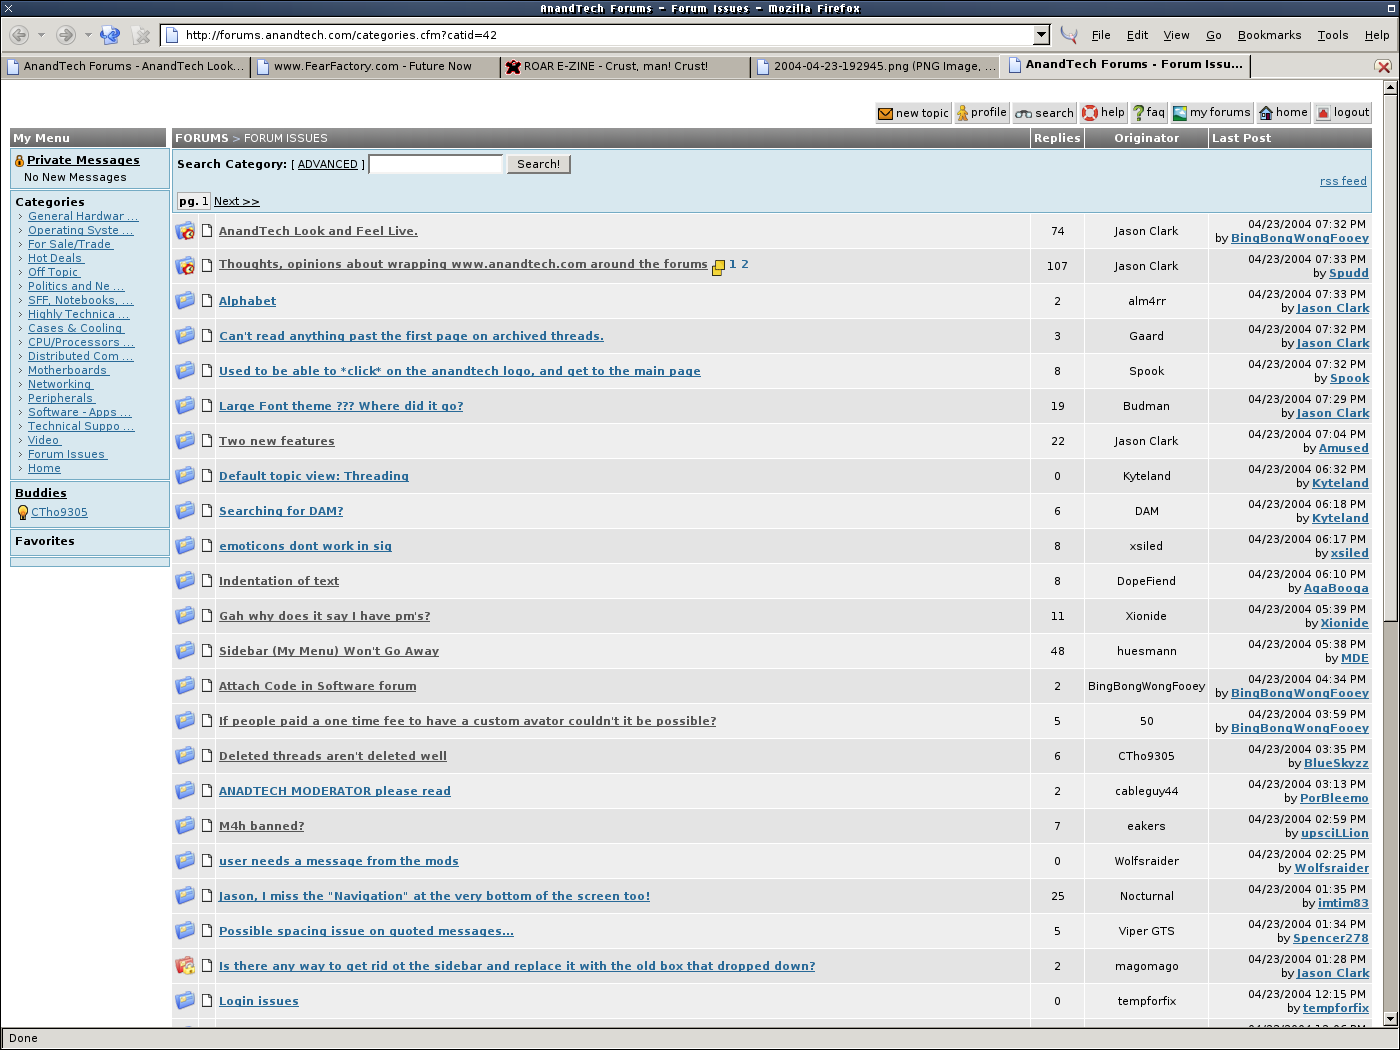 AnandTech Forums - Forum Issues - Mozilla Firefox
http://forums.anandtech.com/categories.cfm?catid=42 File Edit View Go Bookmarks Tools Help
AnandTech Forums - AnandTech Look... www.FearFactory.com - Future Now ROAR E-ZINE - Crust, man! Crust! 2004-04-23-192945.png (PNG Image, ... AnandTech Forums - Forum Issu...
new topic profile search help faq my forums home logout
My Menu
Private Messages
No New Messages
Categories
General Hardwar ...
Operating Syste ...
For Sale/Trade
Hot Deals
Off Topic
Politics and Ne ...
SFF, Notebooks, ...
Highly Technica ...
Cases & Cooling
CPU/Processors ...
Distributed Com ...
Motherboards
Networking
Peripherals
Software - Apps ...
Technical Suppo ...
Video
Forum Issues
Home
Buddies
CTho9305
Favorites
FORUMS > FORUM ISSUES Replies Originator Last Post
Search Category: [ ADVANCED ] Search!
rss feed
pg. 1 Next >>
AnandTech Look and Feel Live. 74 Jason Clark 04/23/2004 07:32 PM
by BingBongWongFooey
Thoughts, opinions about wrapping www.anandtech.com around the forums 1 2 107 Jason Clark 04/23/2004 07:33 PM
by Spudd
Alphabet 2 alm4rr 04/23/2004 07:33 PM
by Jason Clark
Can't read anything past the first page on archived threads. 3 Gaard 04/23/2004 07:32 PM
by Jason Clark
Used to be able to *click* on the anandtech logo, and get to the main page 8 Spook 04/23/2004 07:32 PM
by Spook
Large Font theme ??? Where did it go? 19 Budman 04/23/2004 07:29 PM
by Jason Clark
Two new features 22 Jason Clark 04/23/2004 07:04 PM
by Amused
Default topic view: Threading 0 Kyteland 04/23/2004 06:32 PM
by Kyteland
Searching for DAM? 6 DAM 04/23/2004 06:18 PM
by Kyteland
emoticons dont work in sig 8 xsiled 04/23/2004 06:17 PM
by xsiled
Indentation of text 8 DopeFiend 04/23/2004 06:10 PM
by AgaBooga
Gah why does it say I have pm's? 11 Xionide 04/23/2004 05:39 PM
by Xionide
Sidebar (My Menu) Won't Go Away 48 huesmann 04/23/2004 05:38 PM
by MDE
Attach Code in Software forum 2 BingBongWongFooey 04/23/2004 04:34 PM
by BingBongWongFooey
If people paid a one time fee to have a custom avator couldn't it be possible? 5 50 04/23/2004 03:59 PM
by BingBongWongFooey
Deleted threads aren't deleted well 6 CTho9305 04/23/2004 03:35 PM
by BlueSkyzz
ANADTECH MODERATOR please read 2 cableguy44 04/23/2004 03:13 PM
by PorBleemo
M4h banned? 7 eakers 04/23/2004 02:59 PM
by upsciLLion
user needs a message from the mods 0 Wolfsraider 04/23/2004 02:25 PM
by Wolfsraider
Jason, I miss the "Navigation" at the very bottom of the screen too! 25 Nocturnal 04/23/2004 01:35 PM
by imtim83
Possible spacing issue on quoted messages... 5 Viper GTS 04/23/2004 01:34 PM
by Spencer278
Is there any way to get rid ot the sidebar and replace it with the old box that dropped down? 2 magomago 04/23/2004 01:28 PM
by Jason Clark
Login issues 0 tempforfix 04/23/2004 12:15 PM
by tempforfix
Done